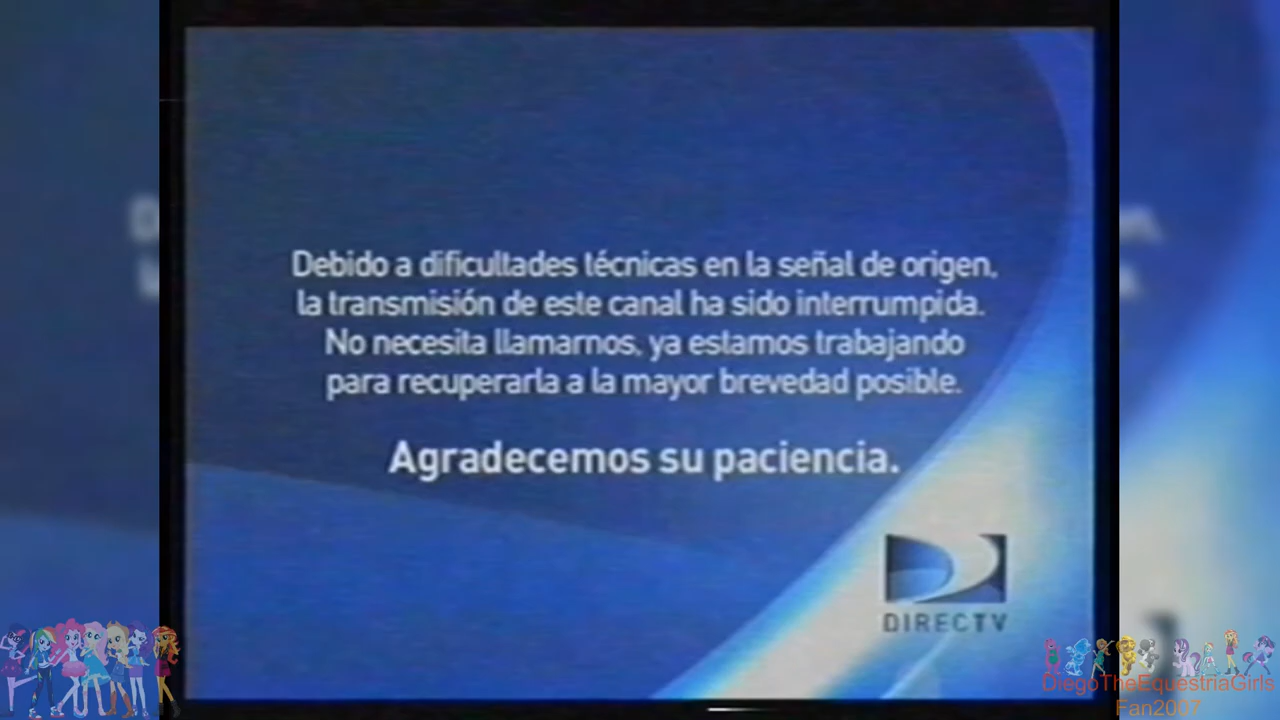 Debido a dificultades técnicas en la señal de origen,
la transmisión de este canal ha sido interrumpida.
No necesita llamarnos, ya estamos trabajando
para recuperarla a la mayor brevedad posible.
Agradecemos su paciencia.
DIRECTV
DiegoTheEquestriaGirls
Fan2007